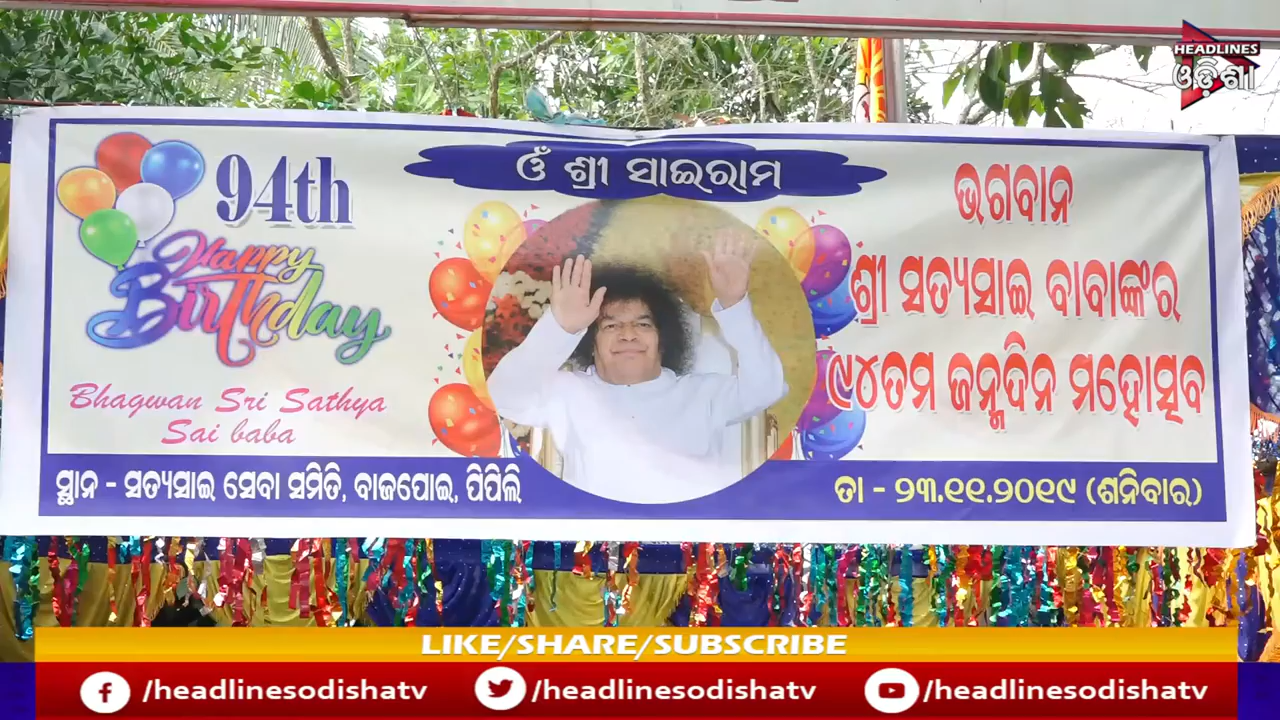 HEADLINES
ଓଡ଼ିଶା
ଓଁ ଶ୍ରୀ ସାଇରାମ
94th
Happy
Birthday
Bhagwan Sri Sathya
Sai baba
ଭଗବାନ
ଶ୍ରୀ ସତ୍ୟସାଇ ବାବାଙ୍କର
୯୪ତମ ଜନ୍ମଦିନ ମହୋତ୍ସବ
ସ୍ଥାନ - ସତ୍ୟସାଇ ସେବା ସମିତି, ବାଜପୋଇ, ପିପିଲି
ତା - ୨୩.୧୧.୨୦୧୯ (ଶନିବାର)
LIKE/SHARE/SUBSCRIBE
/headlinesodishatv
/headlinesodishatv
/headlinesodishatv